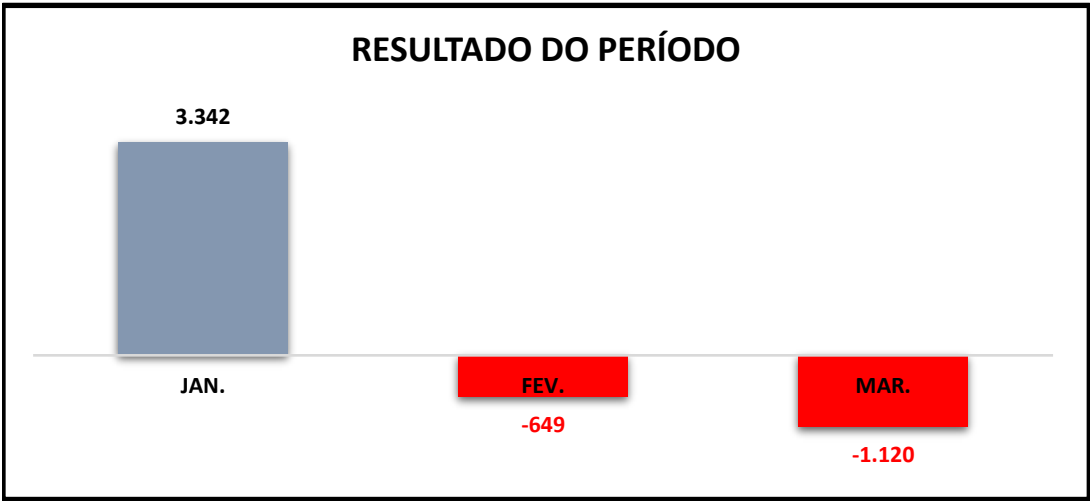 RESULTADO DO PERÍODO
3.342
JAN.
FEV.
MAR.
-649
-1.120